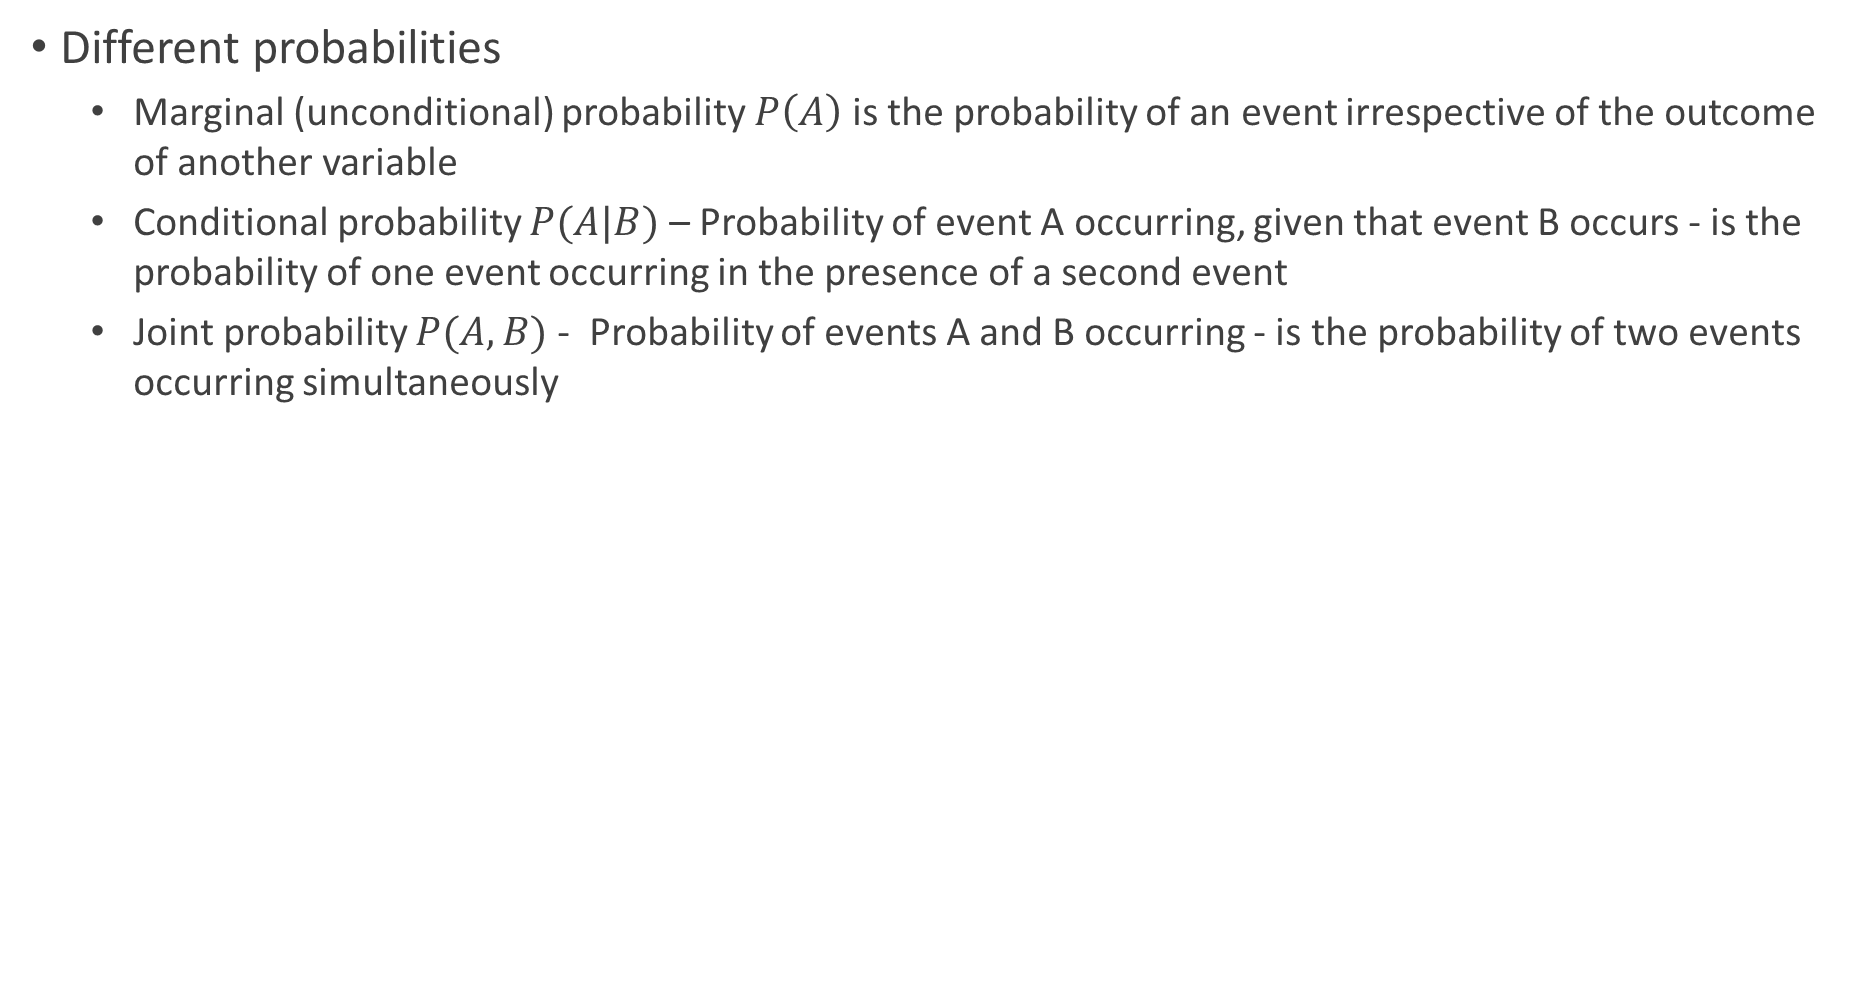 • Different probabilities
• Marginal (unconditional) probability P(A) is the probability of an event irrespective of the outcome
of another variable
• Conditional probability P(A|B) – Probability of event A occurring, given that event B occurs - is the
probability of one event occurring in the presence of a second event
• Joint probability P(A, B) - Probability of events A and B occurring - is the probability of two events
occurring simultaneously